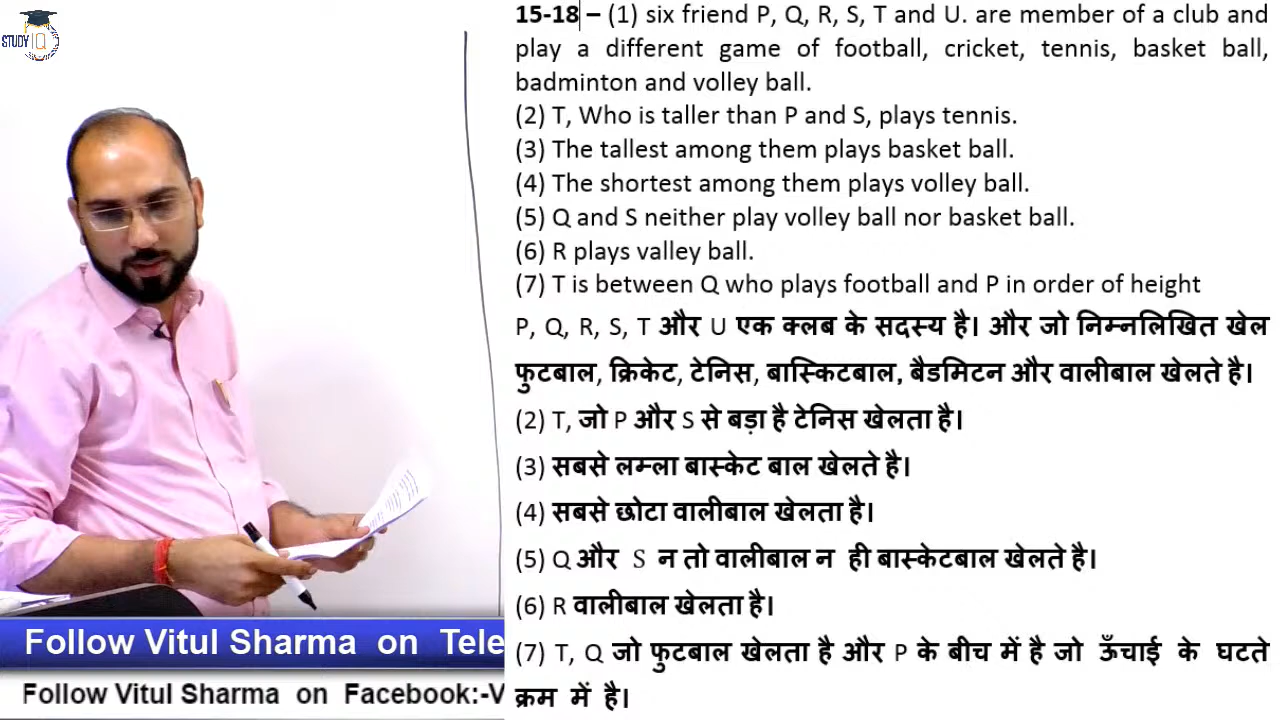 STUDY IQ
15-18 – (1) six friend P, Q, R, S, T and U. are member of a club and
play a different game of football, cricket, tennis, basket ball,
badminton and volley ball.
(2) T, Who is taller than P and S, plays tennis.
(3) The tallest among them plays basket ball.
(4) The shortest among them plays volley ball.
(5) Q and S neither play volley ball nor basket ball.
(6) R plays valley ball.
(7) T is between Q who plays football and P in order of height
P, Q, R, S, T और U एक क्लब के सदस्य है। और जो निम्नलिखित खेल
फुटबाल, क्रिकेट, टेनिस, बास्किटबाल, बैडमिटन और वालीबाल खेलते है।
(2) T, जो P और S से बड़ा है टेनिस खेलता है।
(3) सबसे लम्ला बास्केट बाल खेलते है।
(4) सबसे छोटा वालीबाल खेलता है।
(5) Q और S न तो वालीबाल न ही बास्केटबाल खेलते है।
(6) R वालीबाल खेलता है।
(7) T, Q जो फुटबाल खेलता है और P के बीच में है जो ऊँचाई के घटते
क्रम में है।
Follow Vitul Sharma on Tele
Follow Vitul Sharma on Facebook:-V